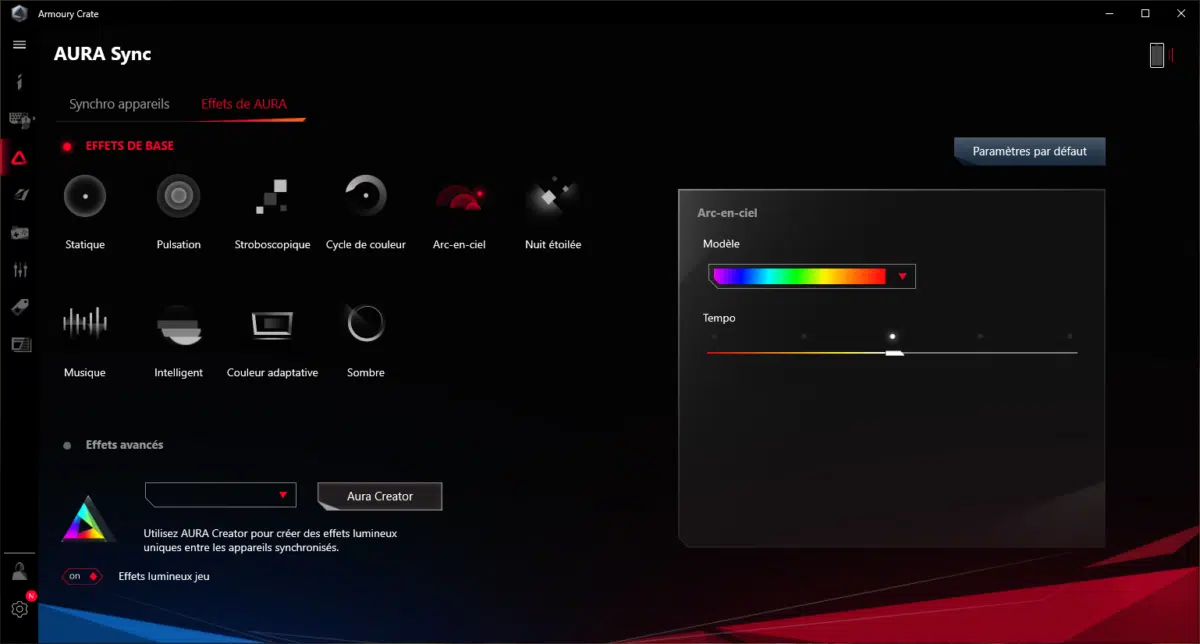 Armoury Crate
AURA Sync
Synchro appareils
Effets de AURA
EFFETS DE BASE
Paramètres par défaut
Statique
Pulsation
Stroboscopique
Cycle de couleur
Arc-en-ciel
Nuit étoilée
Musique
Intelligent
Couleur adaptative
Sombre
Arc-en-ciel
Modèle
Tempo
Effets avancés
Aura Creator
Utilisez AURA Creator pour créer des effets lumineux
uniques entre les appareils synchronisés.
on
Effets lumineux jeu
N